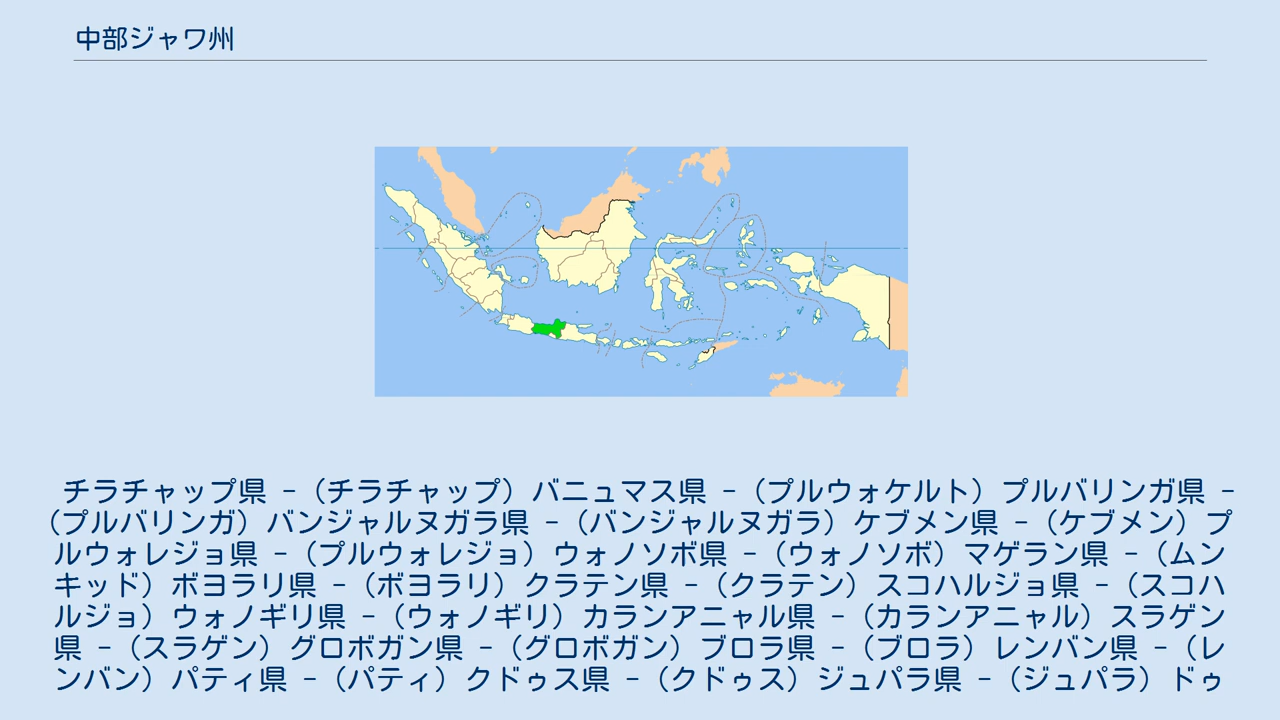 中部ジャワ州
チラチャップ県 －（チラチャップ）バニュマス県 －（プルウォケルト）プルバリンガ県 －
（プルバリンガ）バンジャルヌガラ県 －（バンジャルヌガラ）ケブメン県 －（ケブメン）プ
ルウォレジョ県 －（プルウォレジョ）ウォノソボ県 －（ウォノソボ）マゲラン県 －（ムン
キッド）ボヨラリ県 －（ボヨラリ）クラテン県 －（クラテン）スコハルジョ県 －（スコハ
ルジョ）ウォノギリ県 －（ウォノギリ）カランアニャル県 －（カランアニャル）スラゲン
県 －（スラゲン）グロボガン県 －（グロボガン）ブロラ県 －（ブロラ）レンバン県 －（レ
ンバン）パティ県 －（パティ）クドゥス県 －（クドゥス）ジュパラ県 －（ジュパラ）ドゥ